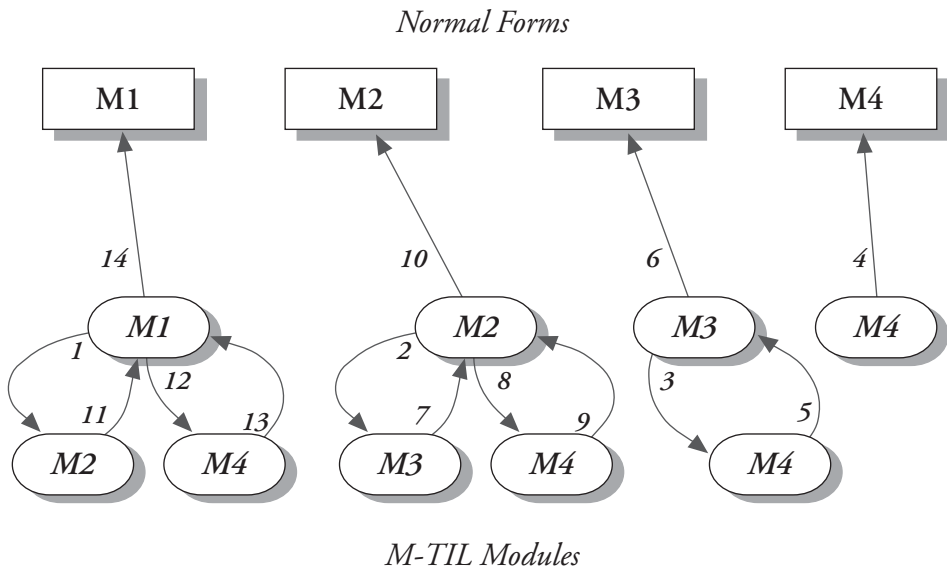 Normal Forms
M1 M2 M3 M4
14 10 6 4
M1 M2 M3 M4
1 12 2 8 3
11 13 7 9 5
M2 M4 M3 M4 M4
M-TIL Modules